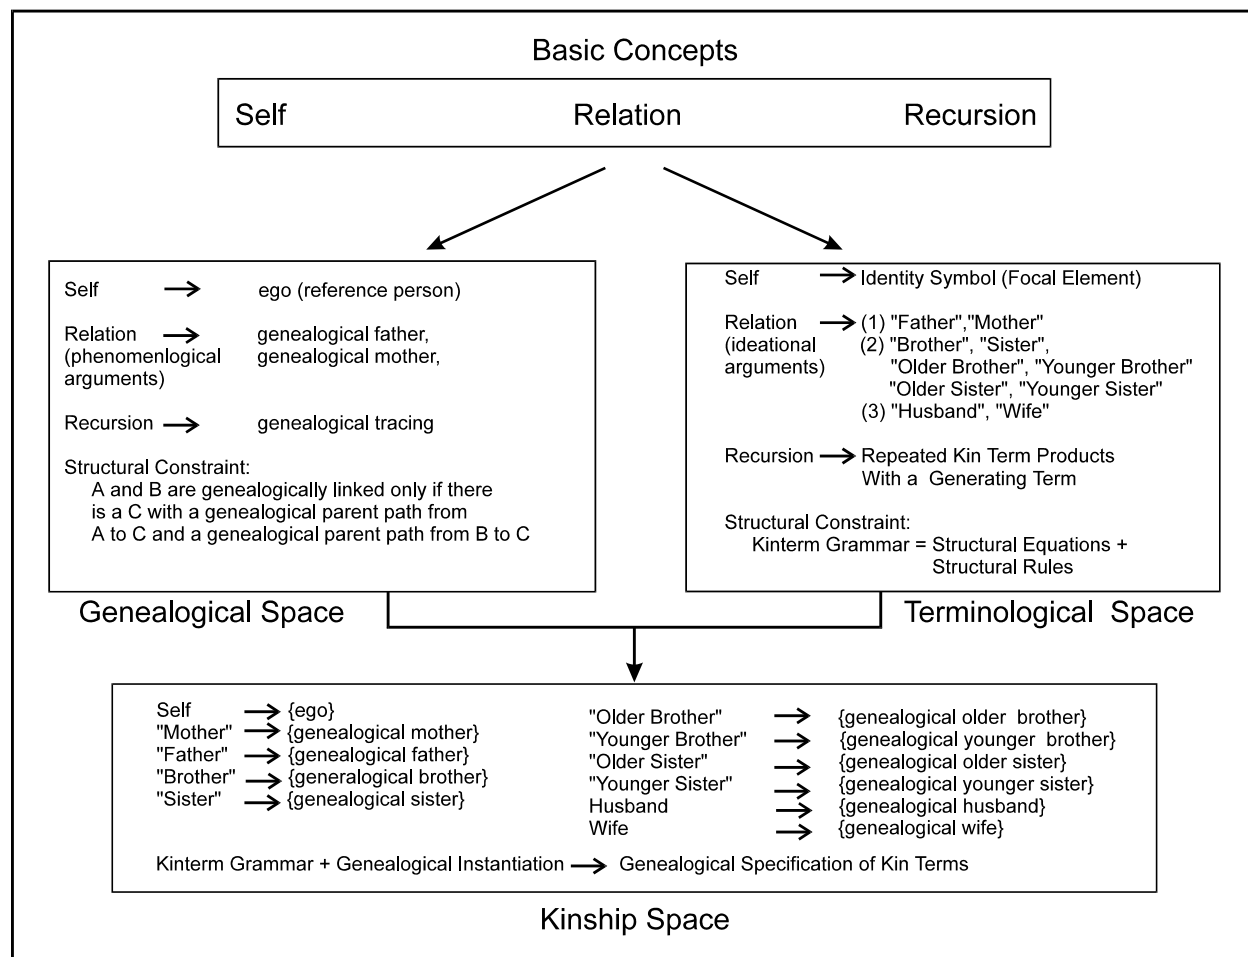 Basic Concepts
Self Relation Recursion
Self ego (reference person)
Relation genealogical father,
(phenomenlogical genealogical mother,
arguments)
Recursion genealogical tracing
Structural Constraint:
A and B are genealogically linked only if there
is a C with a genealogical parent path from
A to C and a genealogical parent path from B to C
Genealogical Space
Self Identity Symbol (Focal Element)
Relation (1) "Father","Mother"
(ideational (2) "Brother", "Sister",
arguments) "Older Brother", "Younger Brother"
"Older Sister", "Younger Sister"
(3) "Husband", "Wife"
Recursion Repeated Kin Term Products
With a Generating Term
Structural Constraint:
Kinterm Grammar = Structural Equations +
Structural Rules
Terminological Space
Self {ego}
"Mother" {genealogical mother}
"Father" {genealogical father}
"Brother" {generalogical brother}
"Sister" {genealogical sister}
"Older Brother" {genealogical older brother}
"Younger Brother" {genealogical younger brother}
"Older Sister" {genealogical older sister}
"Younger Sister" {genealogical younger sister}
Husband {genealogical husband}
Wife {genealogical wife}
Kinterm Grammar + Genealogical Instantiation Genealogical Specification of Kin Terms
Kinship Space